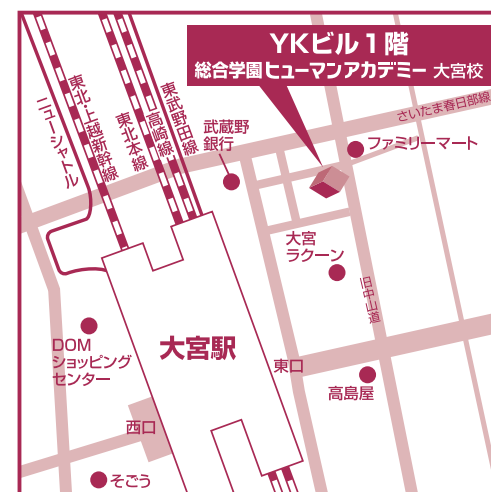 YKビル1階
総合学園ヒューマンアカデミー 大宮校
東北・上越新幹線
ニューシャトル
東北本線
高崎線
東武野田線
武蔵野
銀行
さいたま春日部線
ファミリーマート
大宮
ラクーン
旧中山道
DOM
ショッピング
センター
大宮駅
東口
高島屋
西口
そごう